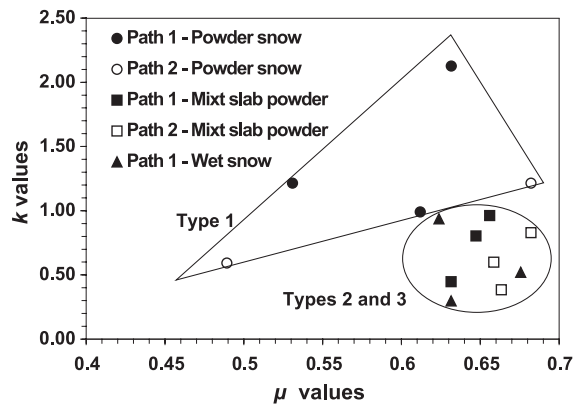 2.50
2.00
1.50
1.00
0.50
0.00
k values
Path 1 - Powder snow
Path 2 - Powder snow
Path 1 - Mixt slab powder
Path 2 - Mixt slab powder
Path 1 - Wet snow
Type 1
Types 2 and 3
0.4 0.45 0.5 0.55 0.6 0.65 0.7
μ values